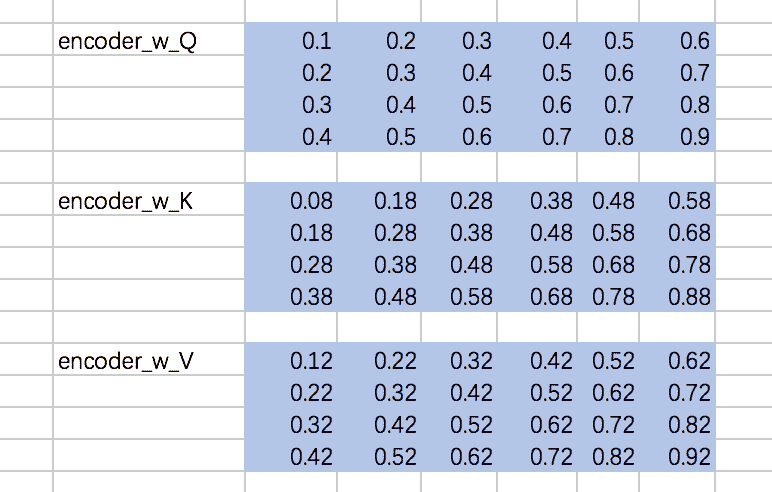 encoder_w_Q 0.1 0.2 0.3 0.4 0.5 0.6
0.2 0.3 0.4 0.5 0.6 0.7
0.3 0.4 0.5 0.6 0.7 0.8
0.4 0.5 0.6 0.7 0.8 0.9
encoder_w_K 0.08 0.18 0.28 0.38 0.48 0.58
0.18 0.28 0.38 0.48 0.58 0.68
0.28 0.38 0.48 0.58 0.68 0.78
0.38 0.48 0.58 0.68 0.78 0.88
encoder_w_V 0.12 0.22 0.32 0.42 0.52 0.62
0.22 0.32 0.42 0.52 0.62 0.72
0.32 0.42 0.52 0.62 0.72 0.82
0.42 0.52 0.62 0.72 0.82 0.92